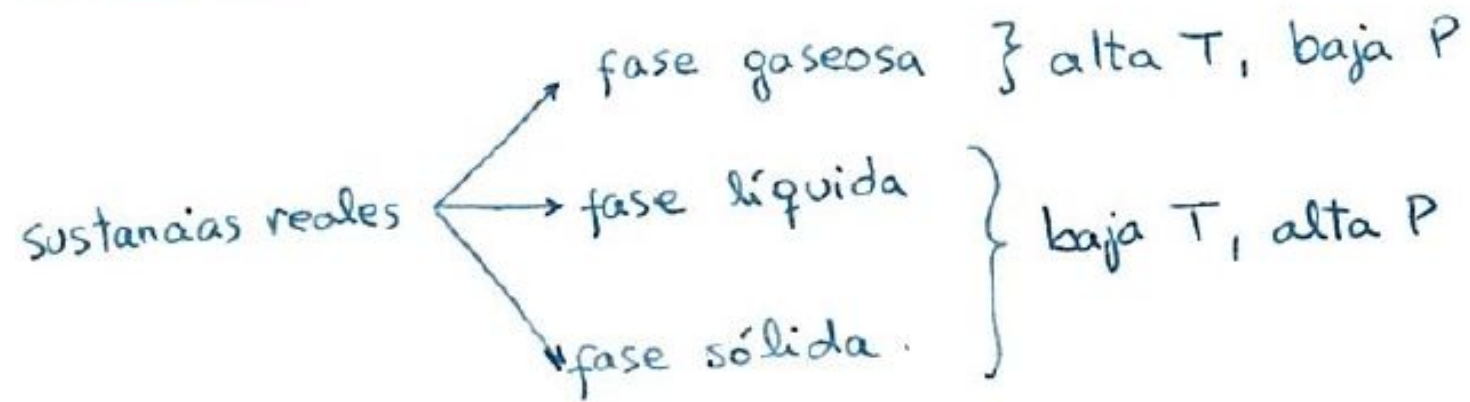 fase gaseosa } alta T, baja P
sustancias reales fase líquida } baja T, alta P
fase sólida.